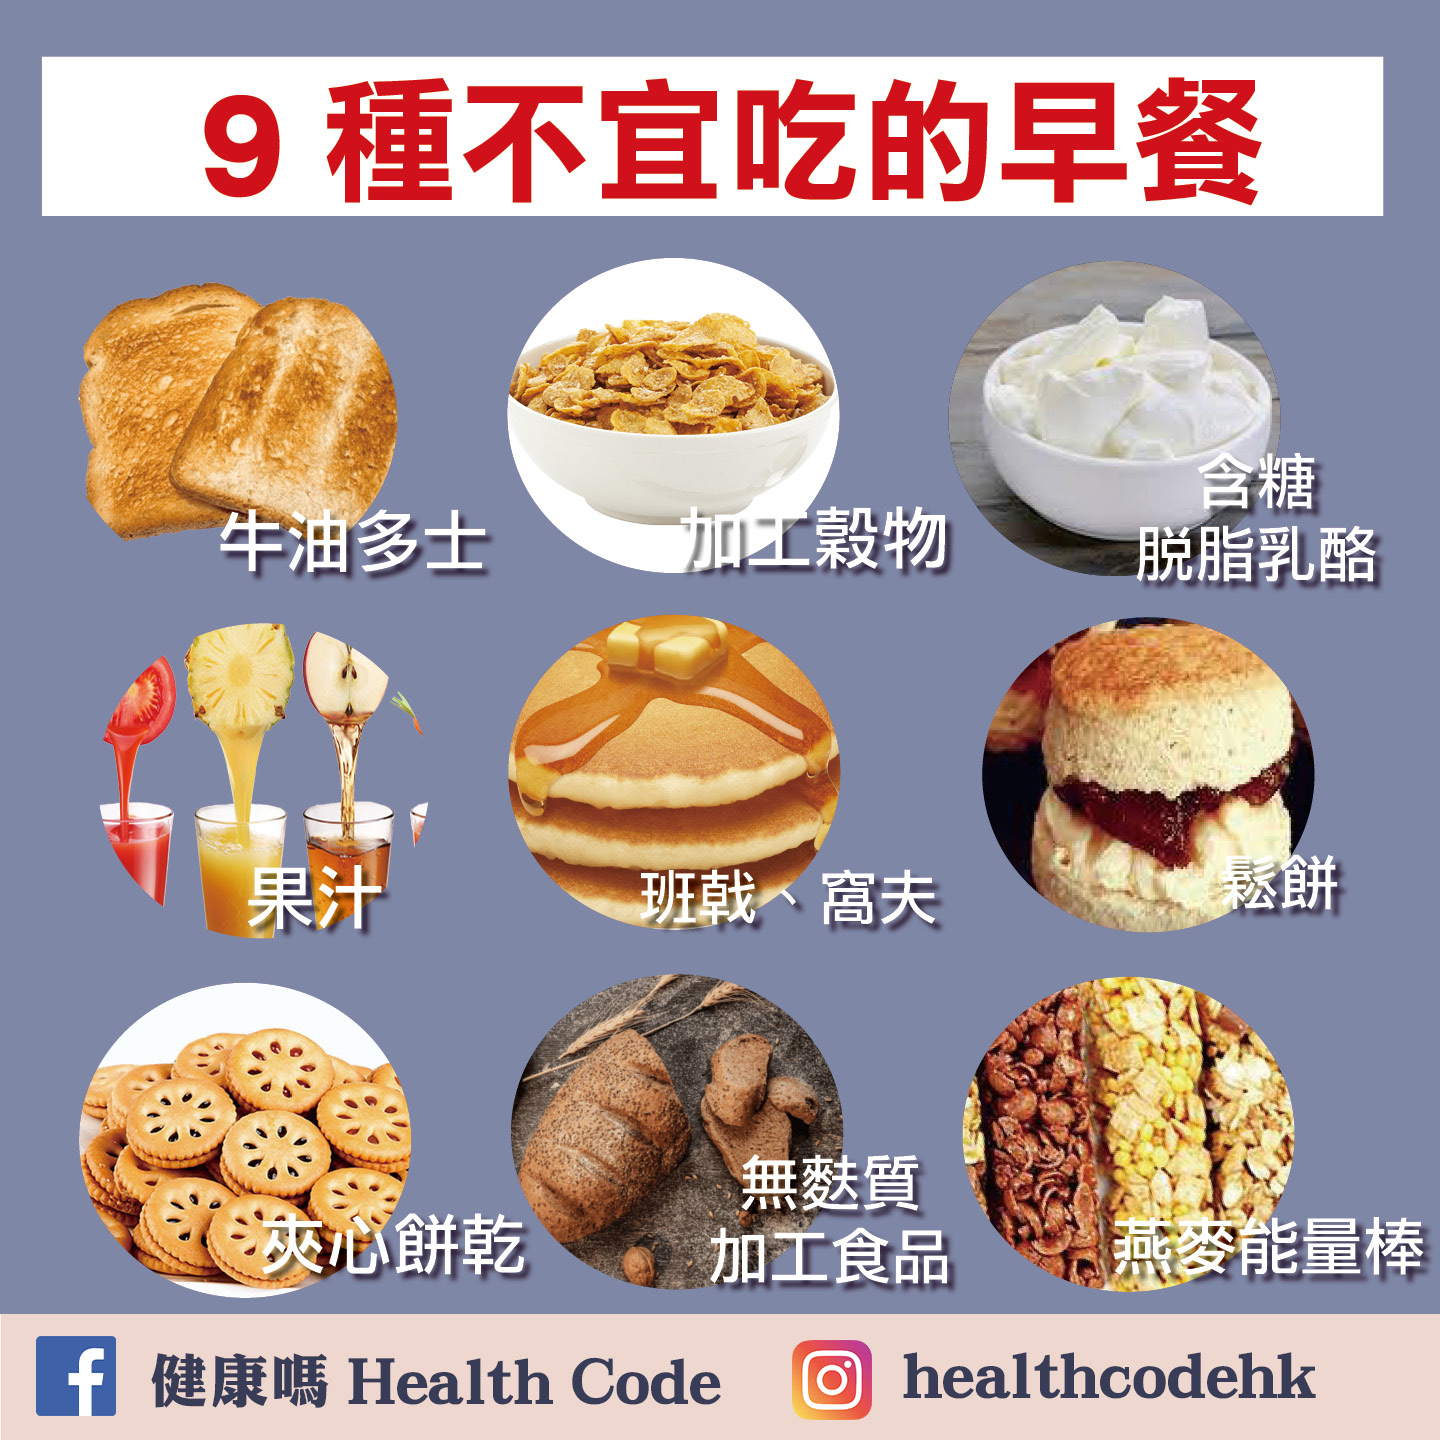 9 種不宜吃的早餐
牛油多士
加工穀物
含糖
脱脂乳酪
果汁
班戟、窩夫
鬆餅
夾心餅乾
無麩質
加工食品
燕麥能量棒
健康嗎 Health Code
healthcodehk